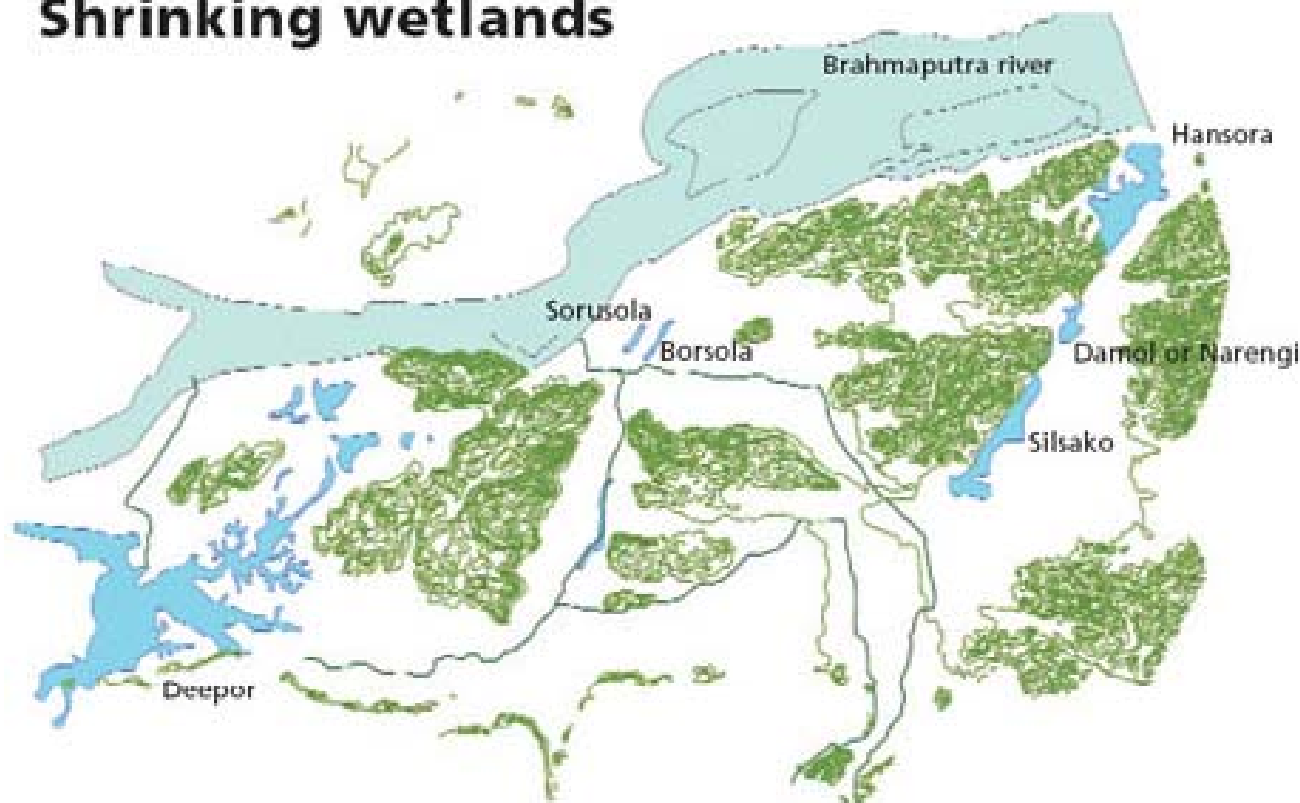 Shrinking wetlands
Brahmaputra river
Hansora
Sorusola
Borsola
Damol or Narengi
Silsako
Deepor